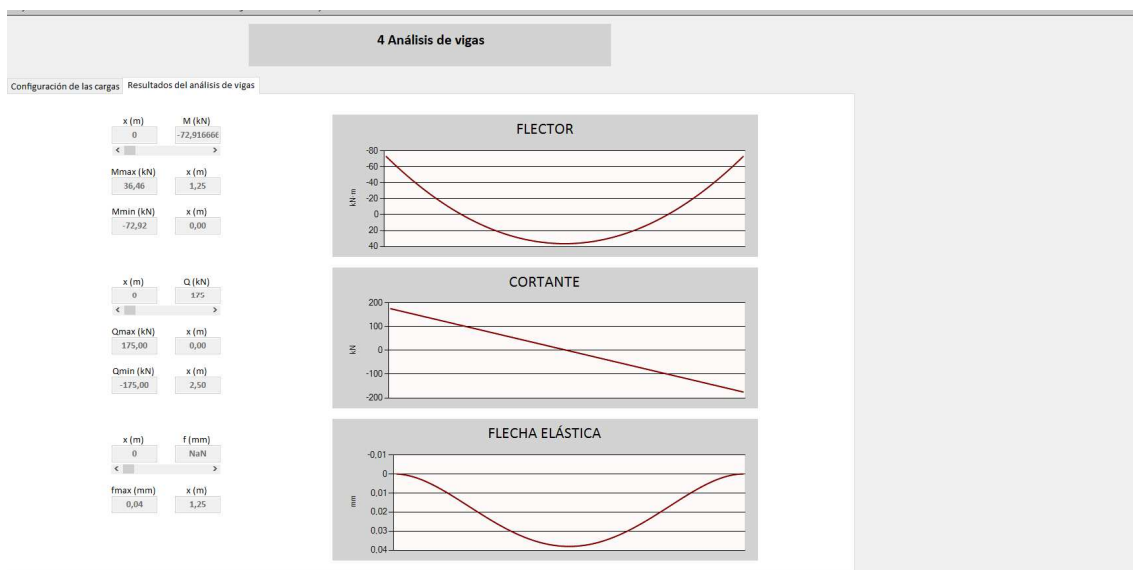 4 Análisis de vigas
Configuración de las cargas Resultados del análisis de vigas
x (m) M (kN)
0 -72,916666
Mmax (kN) x (m)
36,46 1,25
Mmin (kN) x (m)
-72,92 0,00
FLECTOR
-80
-60
-40
-20
0
20
40
kN·m
x (m) Q (kN)
0 175
Qmax (kN) x (m)
175,00 0,00
Qmin (kN) x (m)
-175,00 2,50
CORTANTE
200
100
0
-100
-200
kN
x (m) f (mm)
0 NaN
fmax (mm) x (m)
0,04 1,25
FLECHA ELÁSTICA
-0,01
0
0,01
0,02
0,03
0,04
mm